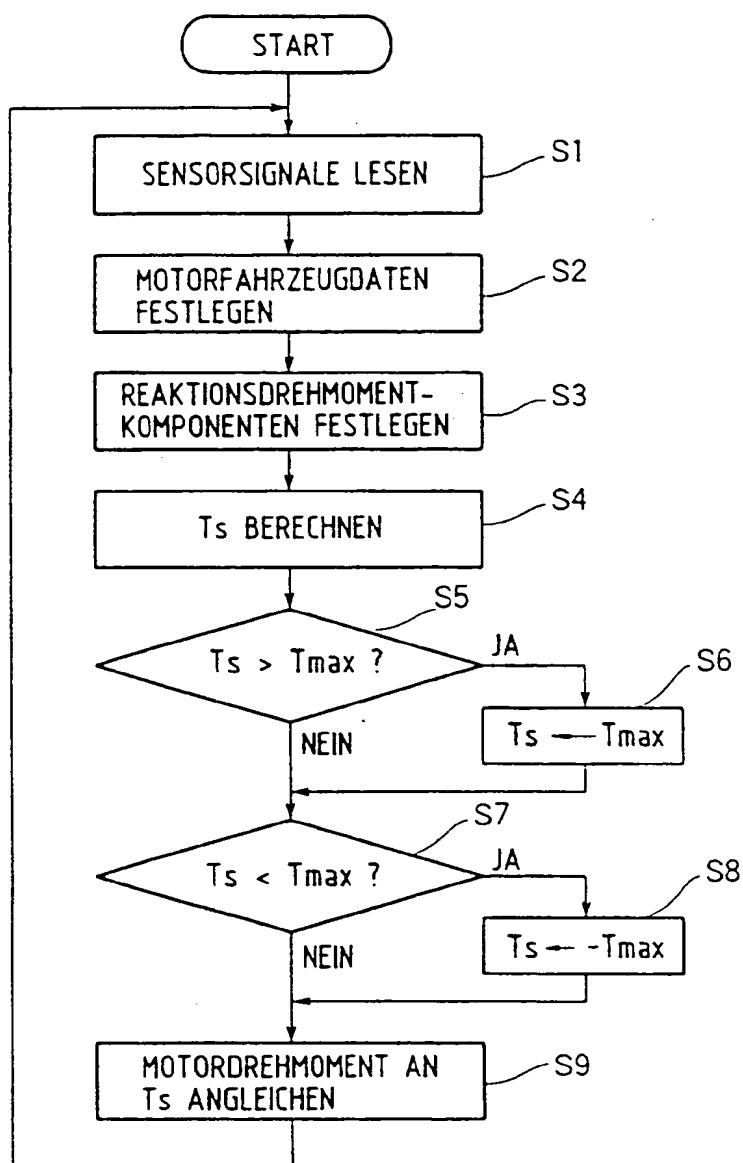 START
SENSORSIGNALE LESEN
S1
MOTORFAHRZEUGDATEN
FESTLEGEN
S2
REAKTIONSDREHMOMENT-
KOMPONENTEN FESTLEGEN
S3
Ts BERECHNEN
S4
S5
Ts > Tmax ?
JA
S6
Ts ← Tmax
NEIN
S7
Ts < Tmax ?
JA
S8
Ts ← -Tmax
NEIN
MOTORDREHMOMENT AN
Ts ANGLEICHEN
S9